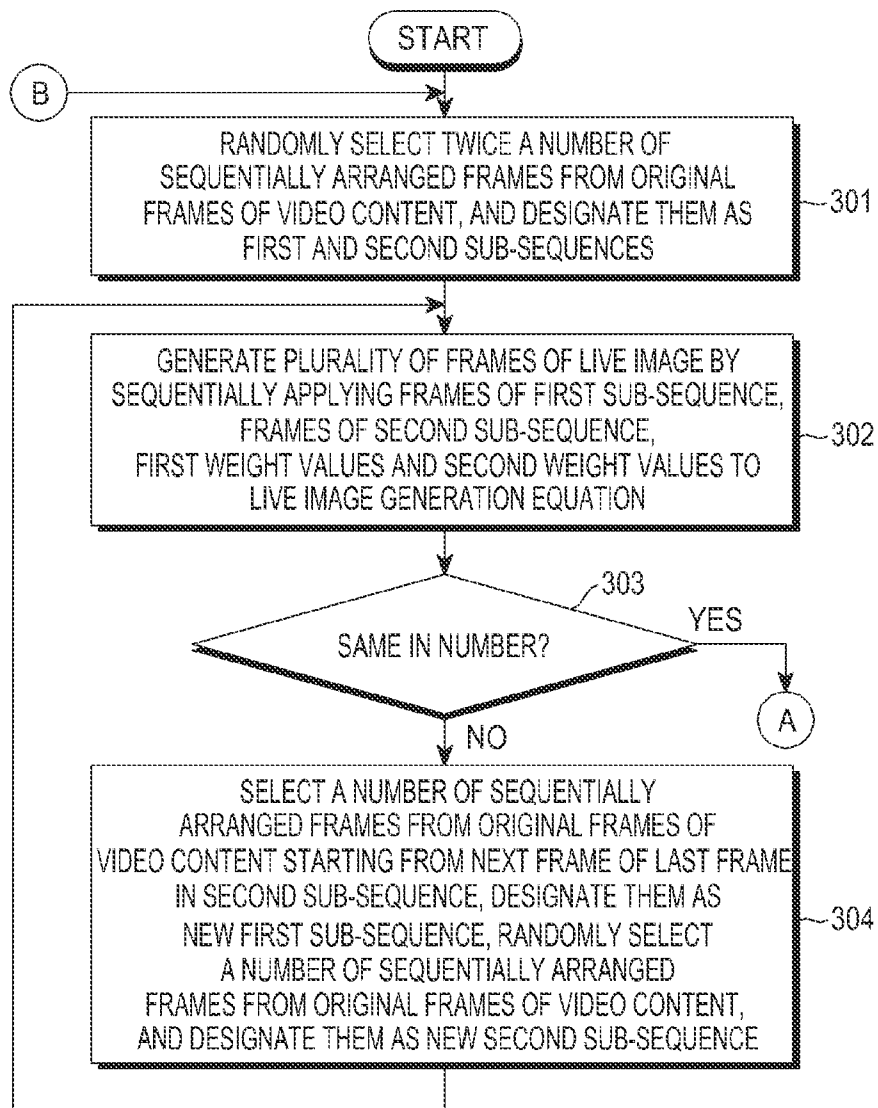 START
B
RANDOMLY SELECT TWICE A NUMBER OF
SEQUENTIALLY ARRANGED FRAMES FROM ORIGINAL
FRAMES OF VIDEO CONTENT, AND DESIGNATE THEM AS
FIRST AND SECOND SUB-SEQUENCES
301
GENERATE PLURALITY OF FRAMES OF LIVE IMAGE BY
SEQUENTIALLY APPLYING FRAMES OF FIRST SUB-SEQUENCE,
FRAMES OF SECOND SUB-SEQUENCE,
FIRST WEIGHT VALUES AND SECOND WEIGHT VALUES TO
LIVE IMAGE GENERATION EQUATION
302
303
SAME IN NUMBER?
YES
A
NO
SELECT A NUMBER OF SEQUENTIALLY
ARRANGED FRAMES FROM ORIGINAL FRAMES OF
VIDEO CONTENT STARTING FROM NEXT FRAME OF LAST FRAME
IN SECOND SUB-SEQUENCE, DESIGNATE THEM AS
NEW FIRST SUB-SEQUENCE, RANDOMLY SELECT
A NUMBER OF SEQUENTIALLY ARRANGED
FRAMES FROM ORIGINAL FRAMES OF VIDEO CONTENT,
AND DESIGNATE THEM AS NEW SECOND SUB-SEQUENCE
304